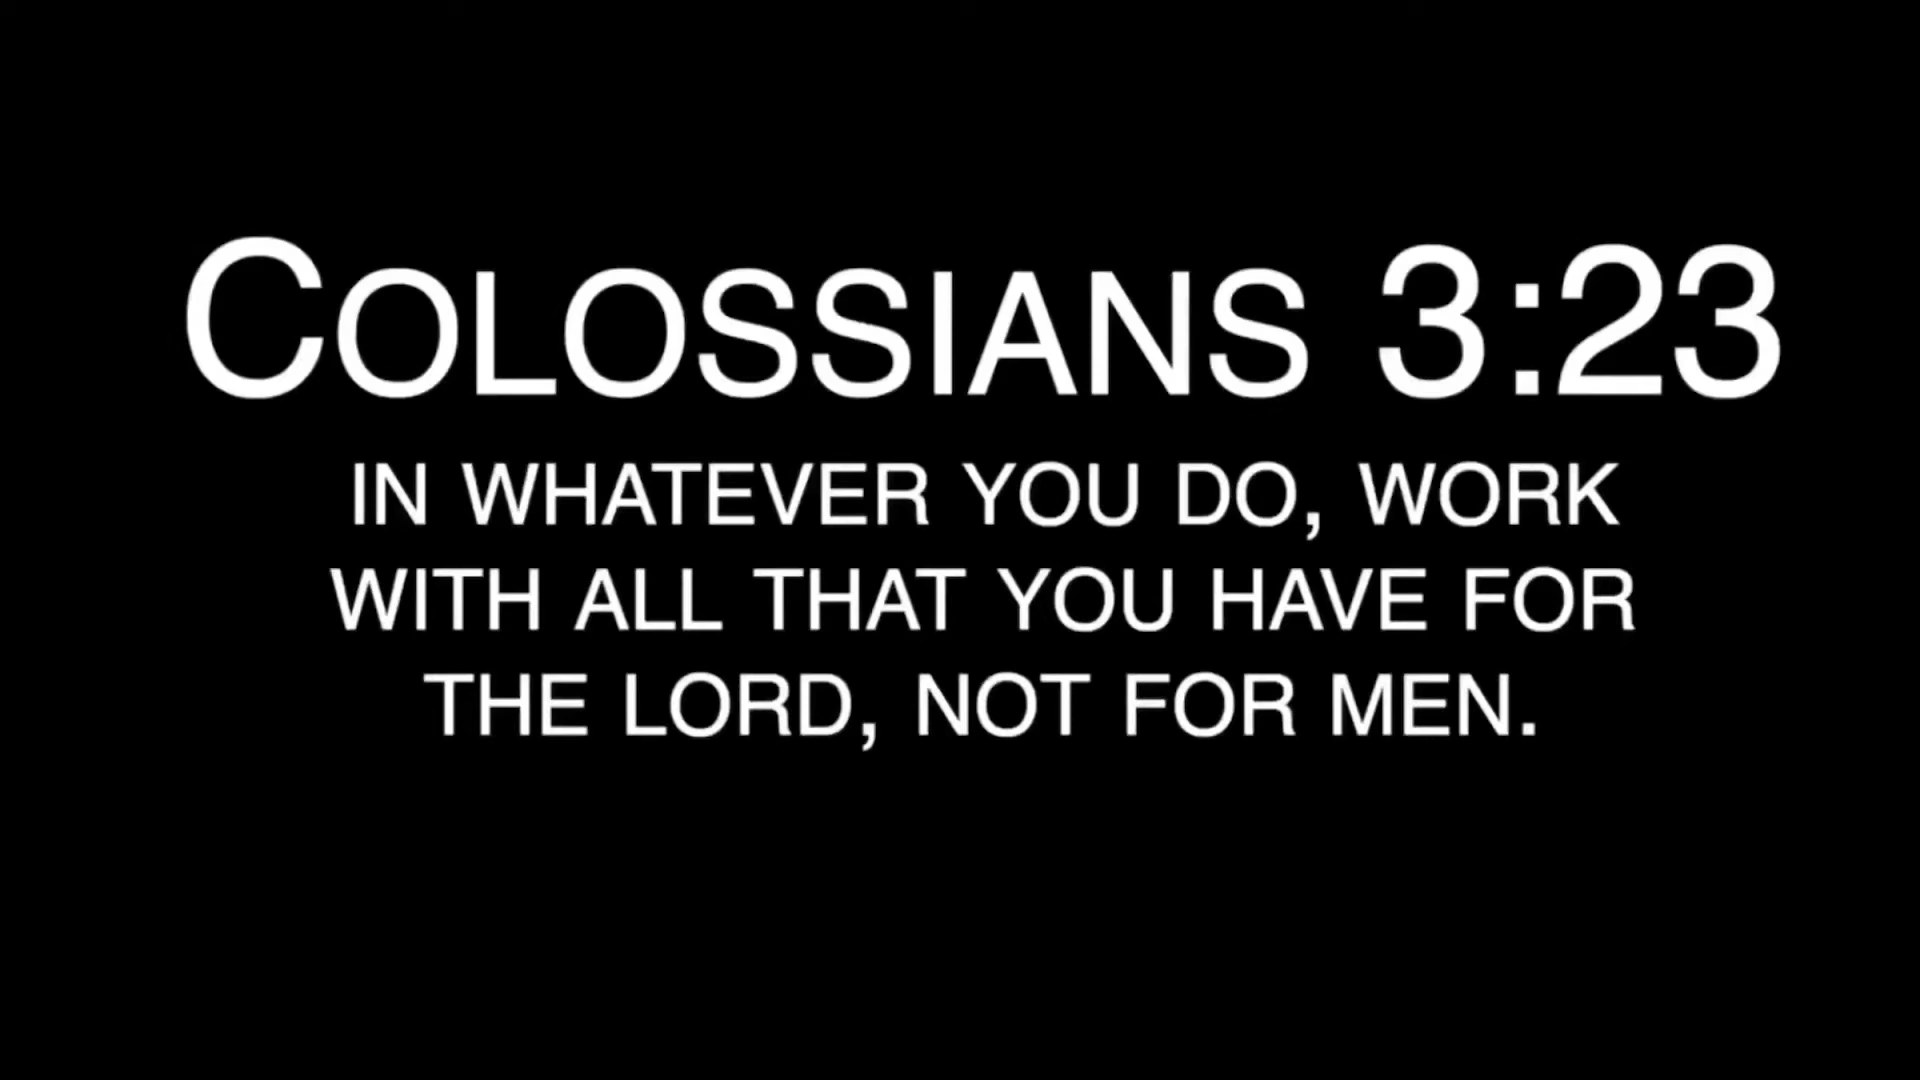 COLOSSIANS 3:23
IN WHATEVER YOU DO, WORK
WITH ALL THAT YOU HAVE FOR
THE LORD, NOT FOR MEN.